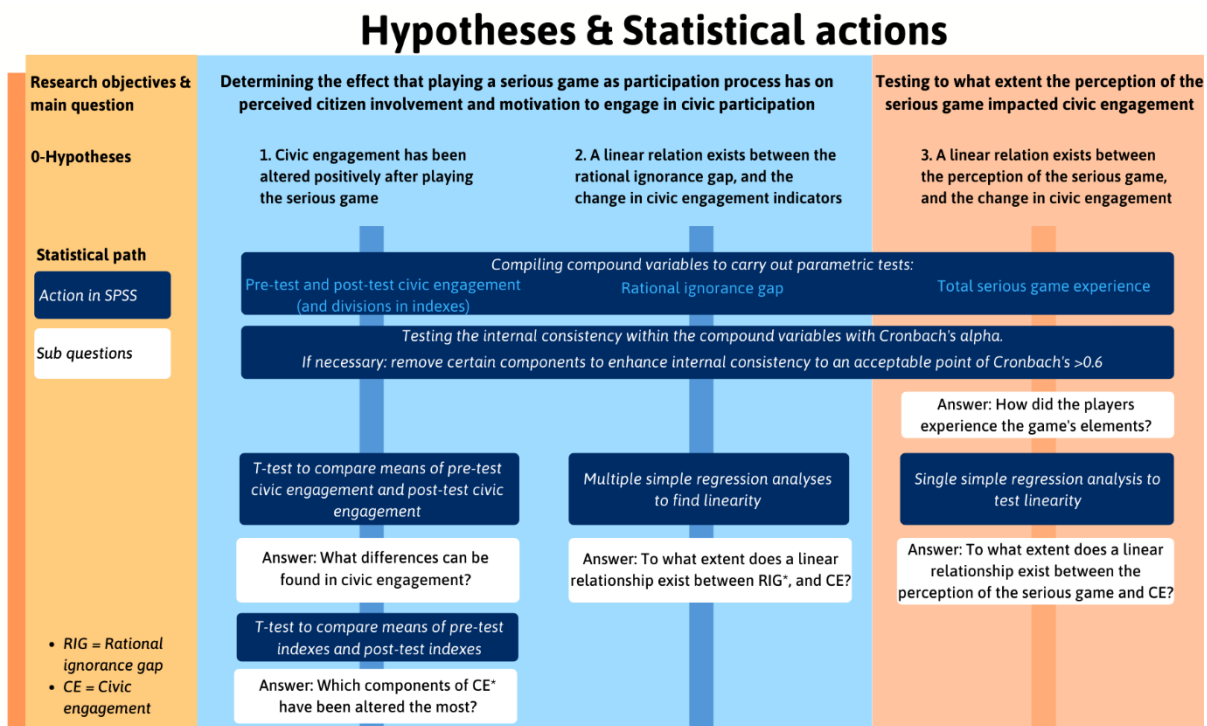 Hypotheses & Statistical actions
Research objectives &
main question
Determining the effect that playing a serious game as participation process has on
perceived citizen involvement and motivation to engage in civic participation
Testing to what extent the perception of the
serious game impacted civic engagement
0-Hypotheses
1. Civic engagement has been
altered positively after playing
the serious game
2. A linear relation exists between the
rational ignorance gap, and the
change in civic engagement indicators
3. A linear relation exists between
the perception of the serious game,
and the change in civic engagement
Statistical path
Action in SPSS
Sub questions
Compiling compound variables to carry out parametric tests:
Pre-test and post-test civic engagement
(and divisions in indexes)
Rational ignorance gap
Total serious game experience
Testing the internal consistency within the compound variables with Cronbach's alpha.
If necessary: remove certain components to enhance internal consistency to an acceptable point of Cronbach's >0.6
Answer: How did the players
experience the game's elements?
T-test to compare means of pre-test
civic engagement and post-test civic
engagement
Multiple simple regression analyses
to find linearity
Single simple regression analysis to
test linearity
Answer: What differences can be
found in civic engagement?
Answer: To what extent does a linear
relationship exist between RIG*, and CE?
Answer: To what extent does a linear
relationship exist between the
perception of the serious game and CE?
T-test to compare means of pre-test
indexes and post-test indexes
Answer: Which components of CE*
have been altered the most?
• RIG = Rational
ignorance gap
• CE = Civic
engagement